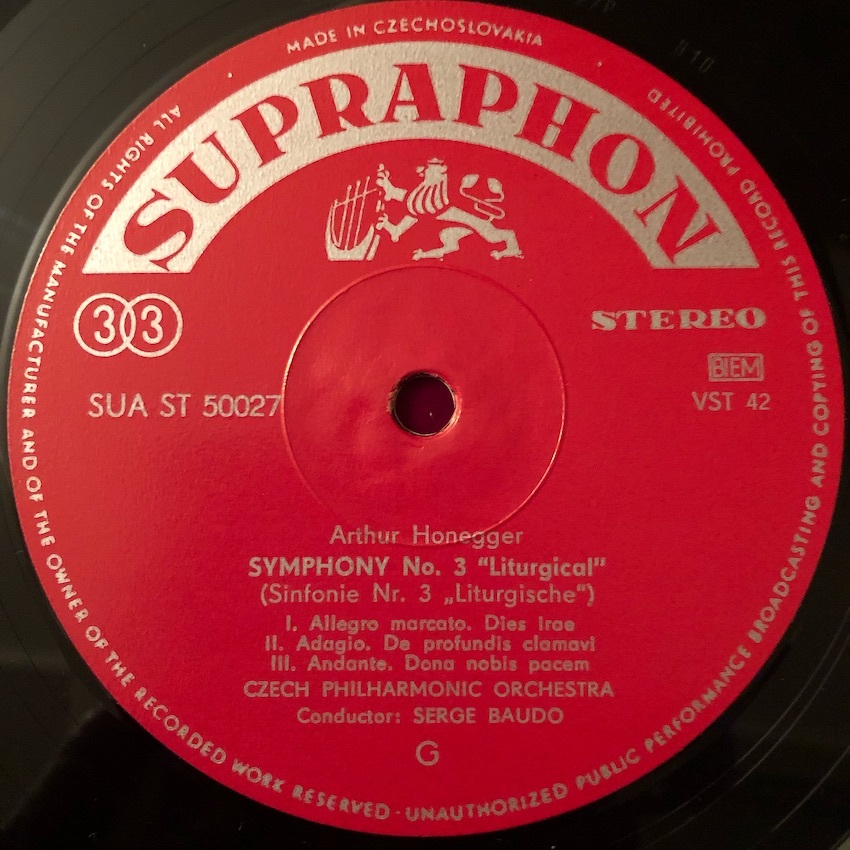 MADE IN CZECHOSLOVAKIA
ALL RIGHTS OF THE MANUFACTURER AND OF THE OWNER OF THE RECORDED WORK RESERVED · UNAUTHORIZED PUBLIC PERFORMANCE BROADCASTING AND COPYING OF THIS RECORD PROHIBITED
SUPRAPHON
33
STEREO
BIEM
SUA ST 50027
VST 42
Arthur Honegger
SYMPHONY No. 3 "Liturgical"
(Sinfonie Nr. 3 „Liturgische“)
I. Allegro marcato. Dies irae
II. Adagio. De profundis clamavi
III. Andante. Dona nobis pacem
CZECH PHILHARMONIC ORCHESTRA
Conductor: SERGE BAUDO
G